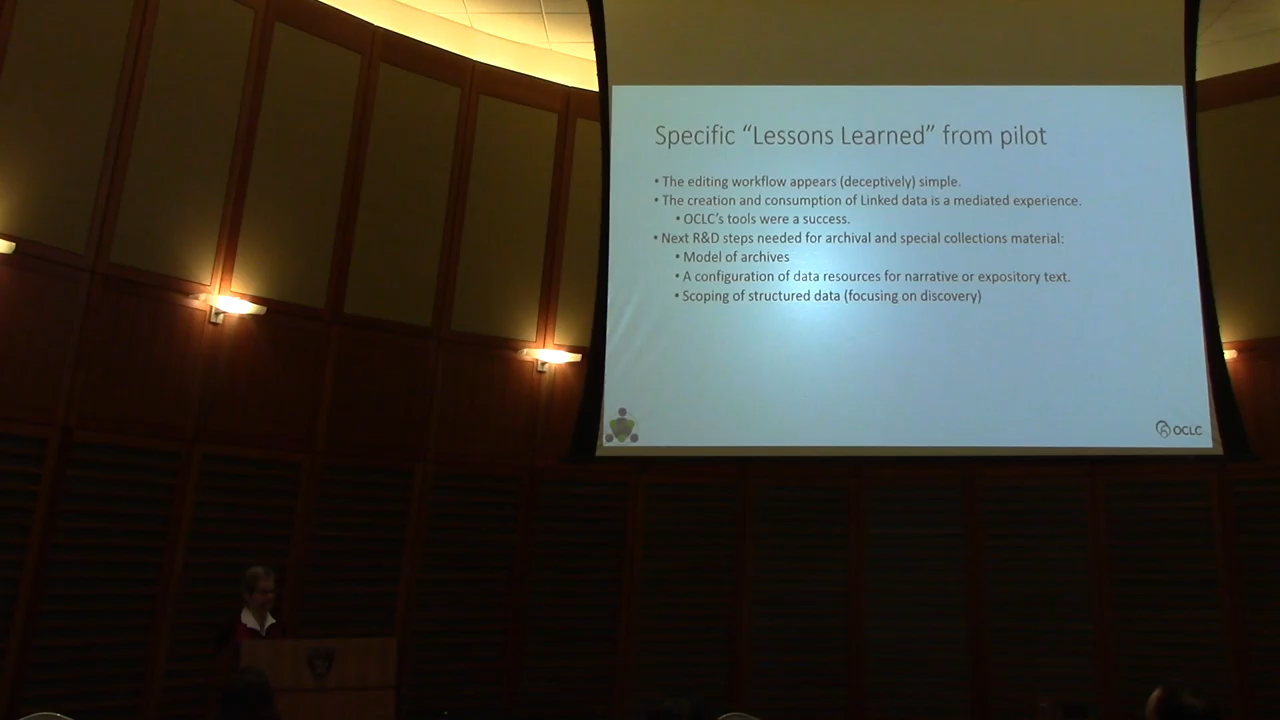 Specific “Lessons Learned” from pilot
• The editing workflow appears (deceptively) simple.
• The creation and consumption of Linked data is a mediated experience.
• OCLC’s tools were a success.
• Next R&D steps needed for archival and special collections material:
• Model of archives
• A configuration of data resources for narrative or expository text.
• Scoping of structured data (focusing on discovery)
OCLC